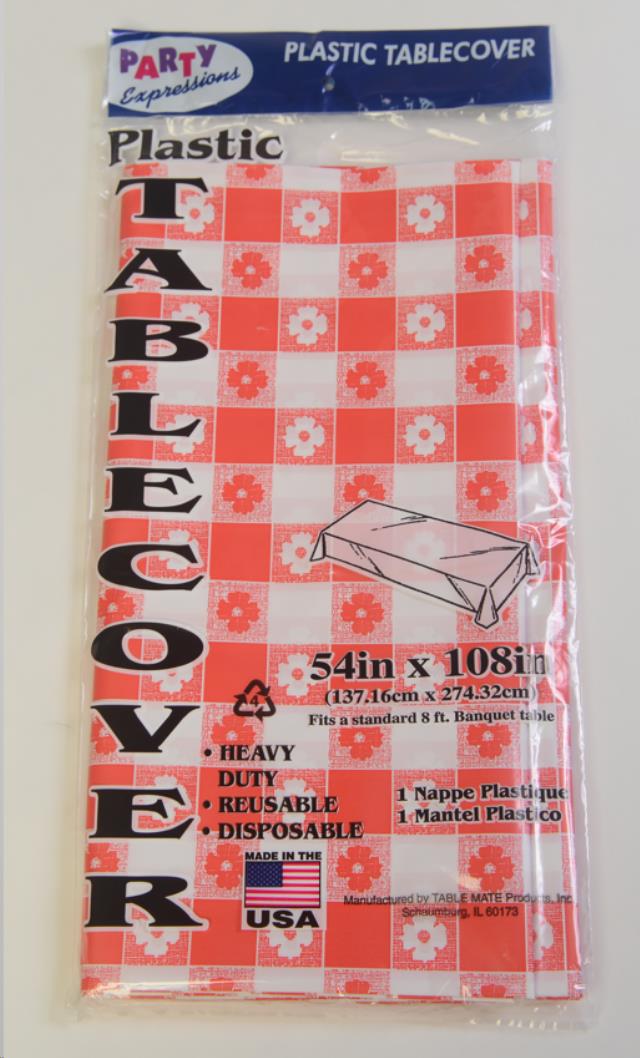 PARTY
Expressions
PLASTIC TABLECOVER
Plastic
TABLECOVER
54in x 108in
(137.16cm x 274.32cm)
Fits a standard 8 ft. Banquet table
4
• HEAVY
DUTY
• REUSABLE
• DISPOSABLE
1 Nappe Plastique
1 Mantel Plastico
MADE IN THE
USA
Manufactured by TABLE MATE Products, Inc.
Schaumburg, IL 60173